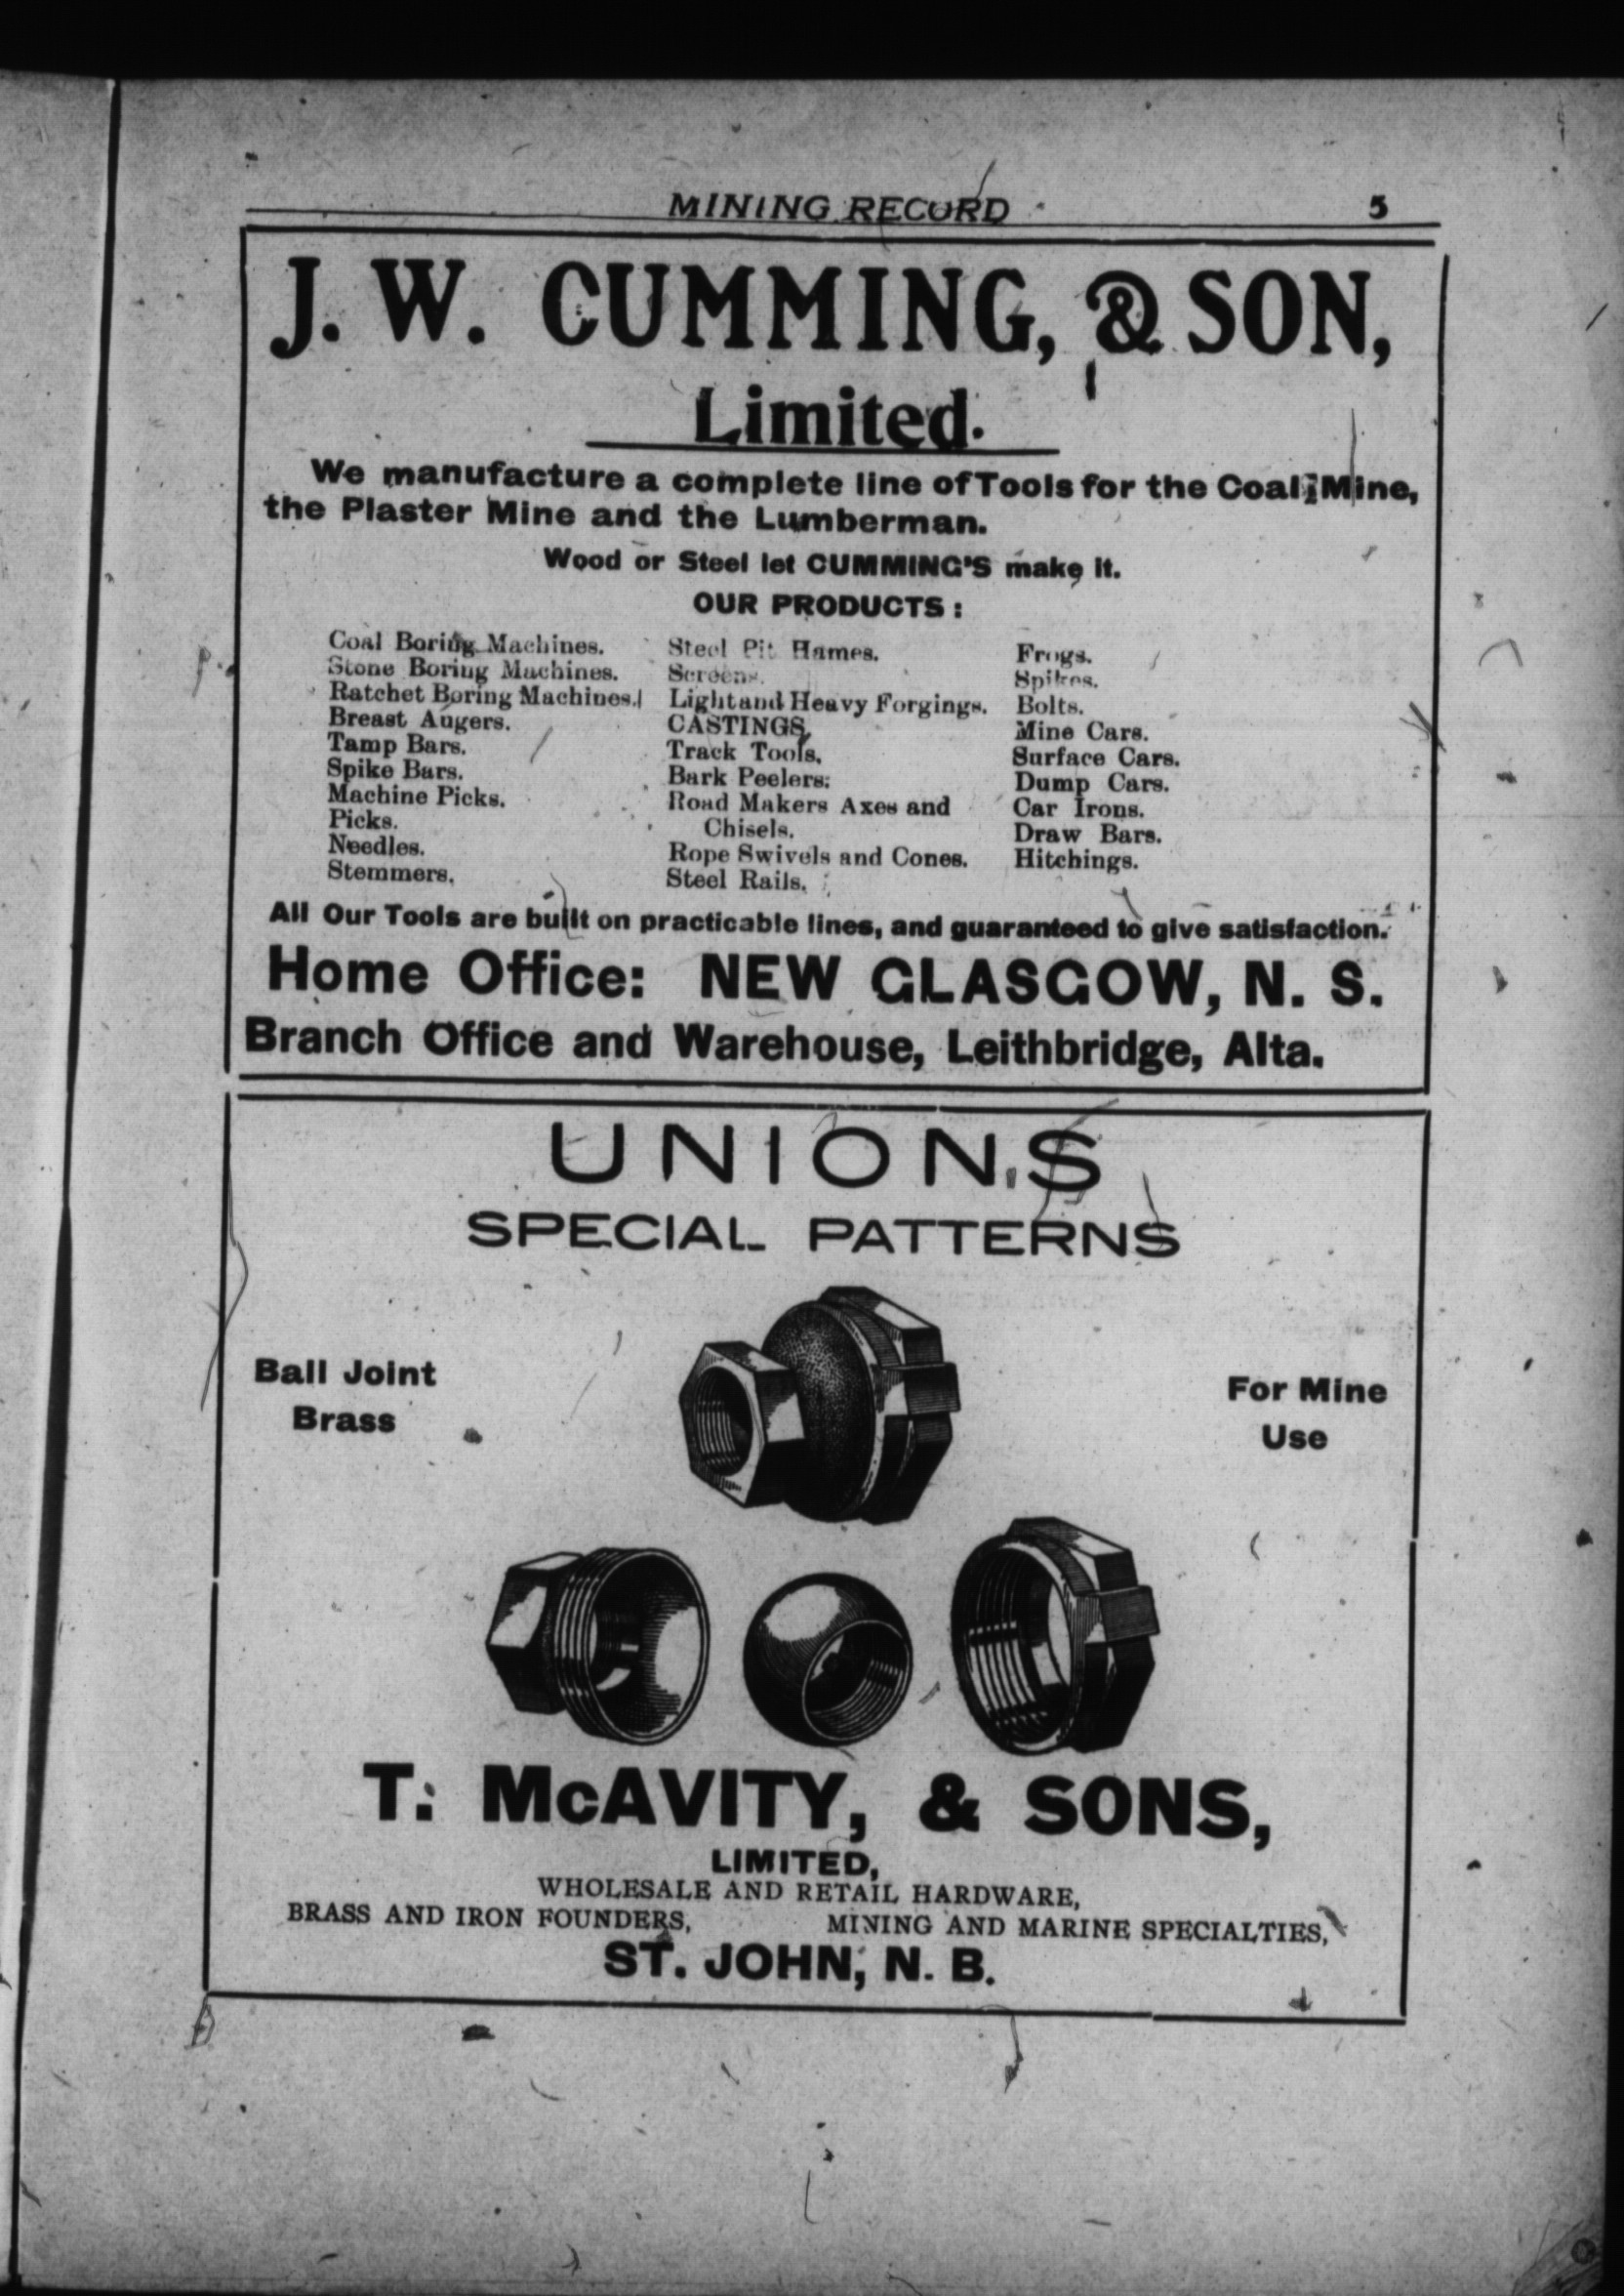 MINING RECORD 5
J. W. CUMMING, & SON,
Limited.
We manufacture a complete line of Tools for the Coal Mine,
the Plaster Mine and the Lumberman.
Wood or Steel let CUMMING'S make it.
OUR PRODUCTS :
Coal Boring Machines.
Stone Boring Machines.
Ratchet Boring Machines.
Breast Augers.
Tamp Bars.
Spike Bars.
Machine Picks.
Picks.
Needles.
Stemmers.
Steel Pit Hames.
Screens.
Light and Heavy Forgings.
CASTINGS.
Track Tools.
Bark Peelers.
Road Makers Axes and
Chisels.
Rope Swivels and Cones.
Steel Rails.
Frogs.
Spikes.
Bolts.
Mine Cars.
Surface Cars.
Dump Cars.
Car Irons.
Draw Bars.
Hitchings.
All Our Tools are built on practicable lines, and guaranteed to give satisfaction.
Home Office: NEW GLASGOW, N. S.
Branch Office and Warehouse, Leithbridge, Alta.
UNIONS
SPECIAL PATTERNS
Ball Joint
Brass
For Mine
Use
T. McAVITY, & SONS,
LIMITED,
WHOLESALE AND RETAIL HARDWARE,
BRASS AND IRON FOUNDERS, MINING AND MARINE SPECIALTIES,
ST. JOHN, N. B.